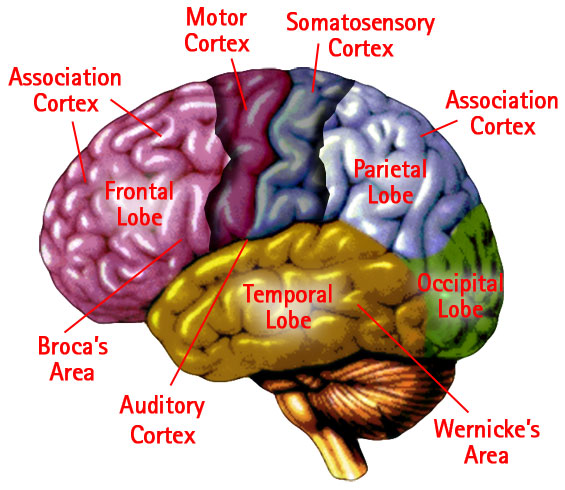 Motor
Cortex
Somatosensory
Cortex
Association
Cortex
Association
Cortex
Parietal
Lobe
Frontal
Lobe
Occipital
Lobe
Temporal
Lobe
Broca's
Area
Auditory
Cortex
Wernicke's
Area